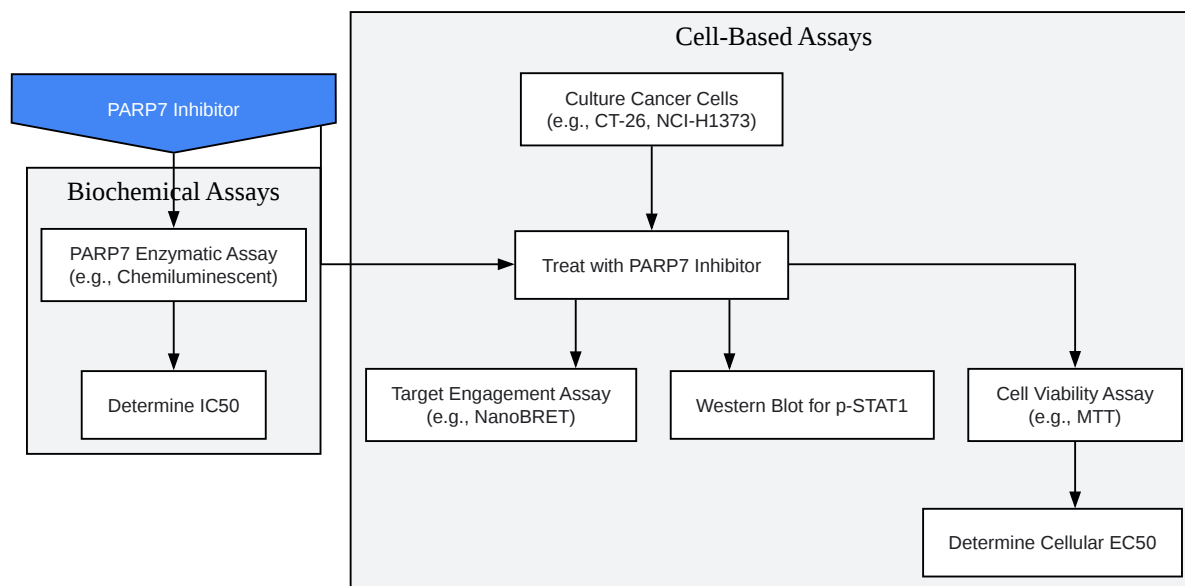 PARP7 Inhibitor
Biochemical Assays
PARP7 Enzymatic Assay
(e.g., Chemiluminescent)
Determine IC50
Cell-Based Assays
Culture Cancer Cells
(e.g., CT-26, NCI-H1373)
Treat with PARP7 Inhibitor
Target Engagement Assay
(e.g., NanoBRET)
Western Blot for p-STAT1
Cell Viability Assay
(e.g., MTT)
Determine Cellular EC50